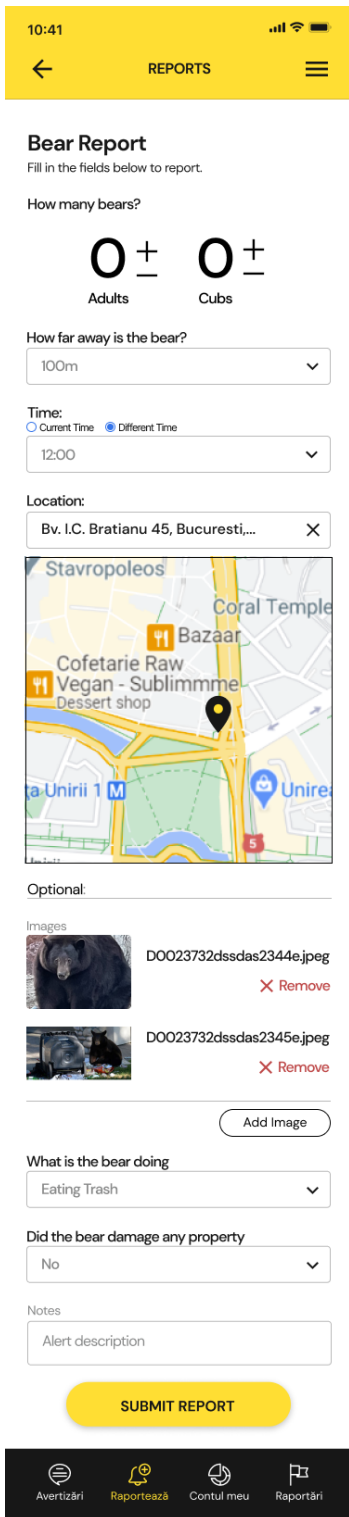 10:41
REPORTS
Bear Report
Fill in the fields below to report.
How many bears?
0 + − 0 + −
Adults Cubs
How far away is the bear?
100m
Time:
Current Time Different Time
12:00
Location:
Bv. I.C. Bratianu 45, Bucuresti,...
Stavropoleos
Coral Temple
Bazaar
Cofetarie Raw
Vegan - Sublimmme
Dessert shop
ța Unirii 1 M
Unirea
5
Optional:
Images
D0023732dssdas2344e.jpeg
Remove
D0023732dssdas2345e.jpeg
Remove
Add Image
What is the bear doing
Eating Trash
Did the bear damage any property
No
Notes
Alert description
SUBMIT REPORT
Avertizări Raportează Contul meu Raportări